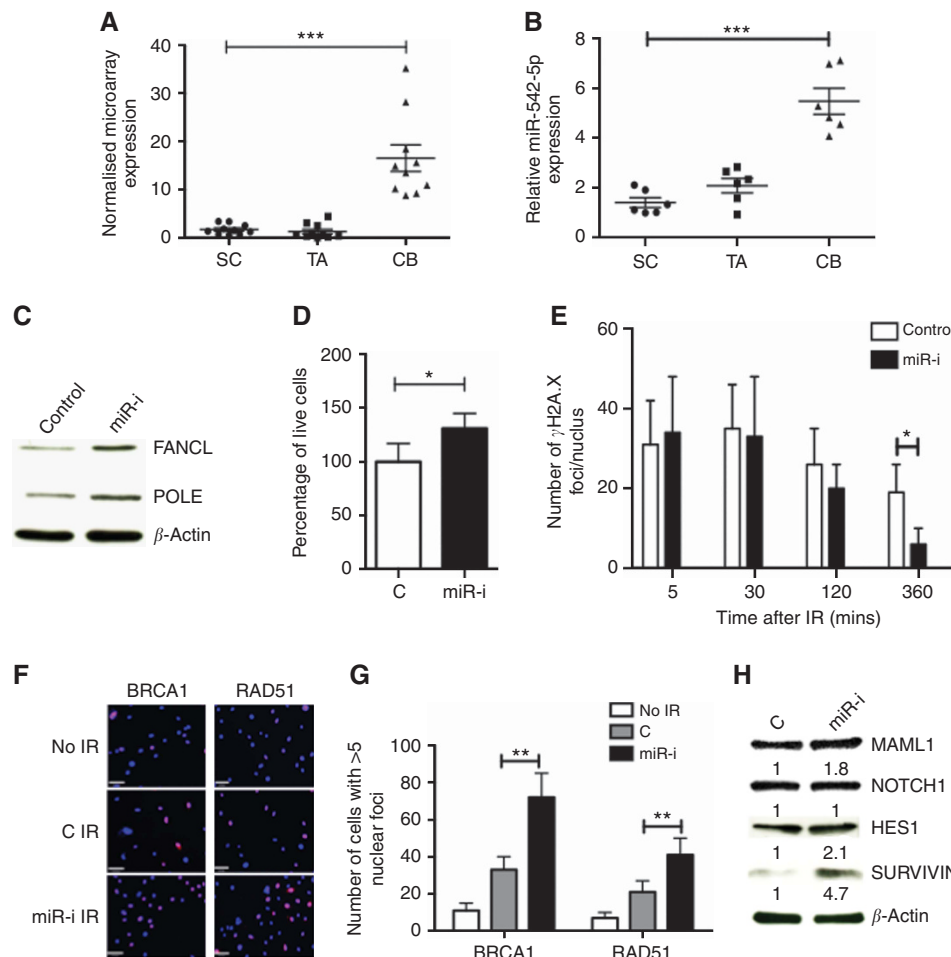 A
Normalised microarray
expression
40
30
20
10
0
***
SC TA CB
B
Relative miR-542-5p
expression
8
6
4
2
0
***
SC TA CB
C
Control miR-i
FANCL
POLE
β-Actin
D
Percentage of live cells
200
150
100
50
0
*
C miR-i
E
Number of γH2A.X
foci/nuclus
60
40
20
0
Contro
miR-i
*
5 30 120 360
Time after IR (mins)
F
BRCA1 RAD51
No IR
C IR
miR-i IR
G
Number of cells with >5
nuclear foci
100
80
60
40
20
0
No IR
C
miR-i
**
**
BRCA1 RAD51
H
C miR-i
MAML1
1 1.8
NOTCH1
1 1
HES1
1 2.1
SURVIVIN
1 4.7
β-Actin